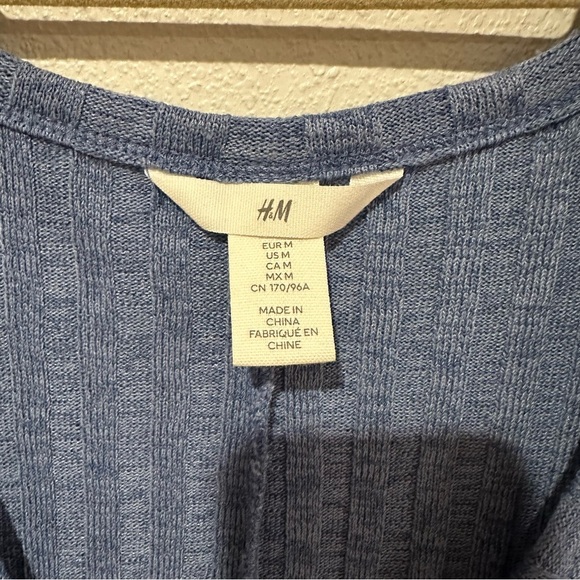 H&M
EUR M
US M
CA M
MX M
CN 170/96A
MADE IN
CHINA
FABRIQUÉ EN
CHINE